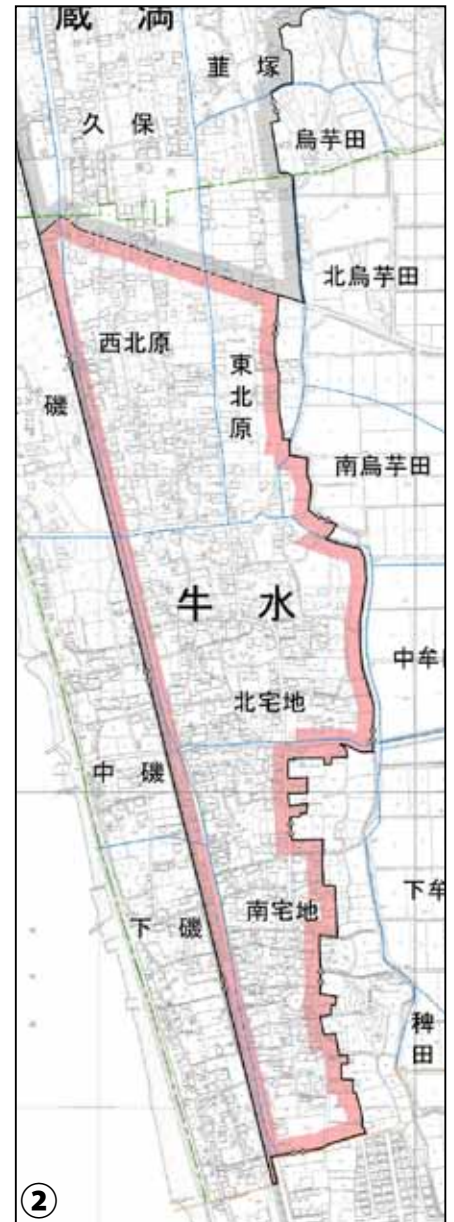 蔵満
韮塚
久保
烏芋田
北烏芋田
西北原
東北原
磯
南烏芋田
牛水
中牟
北宅地
中磯
下牟
南宅地
下磯
稗田
②